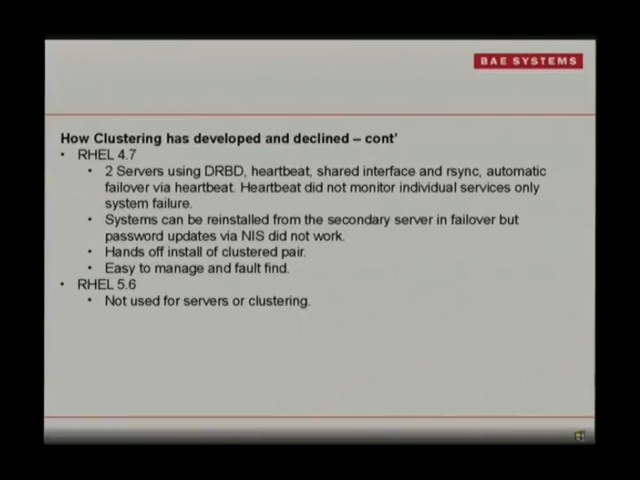 BAE SYSTEMS
How Clustering has developed and declined – cont'
• RHEL 4.7
• 2 Servers using DRBD, heartbeat, shared interface and rsync, automatic
failover via heartbeat. Heartbeat did not monitor individual services only
system failure.
• Systems can be reinstalled from the secondary server in failover but
password updates via NIS did not work.
• Hands off install of clustered pair.
• Easy to manage and fault find.
• RHEL 5.6
• Not used for servers or clustering.